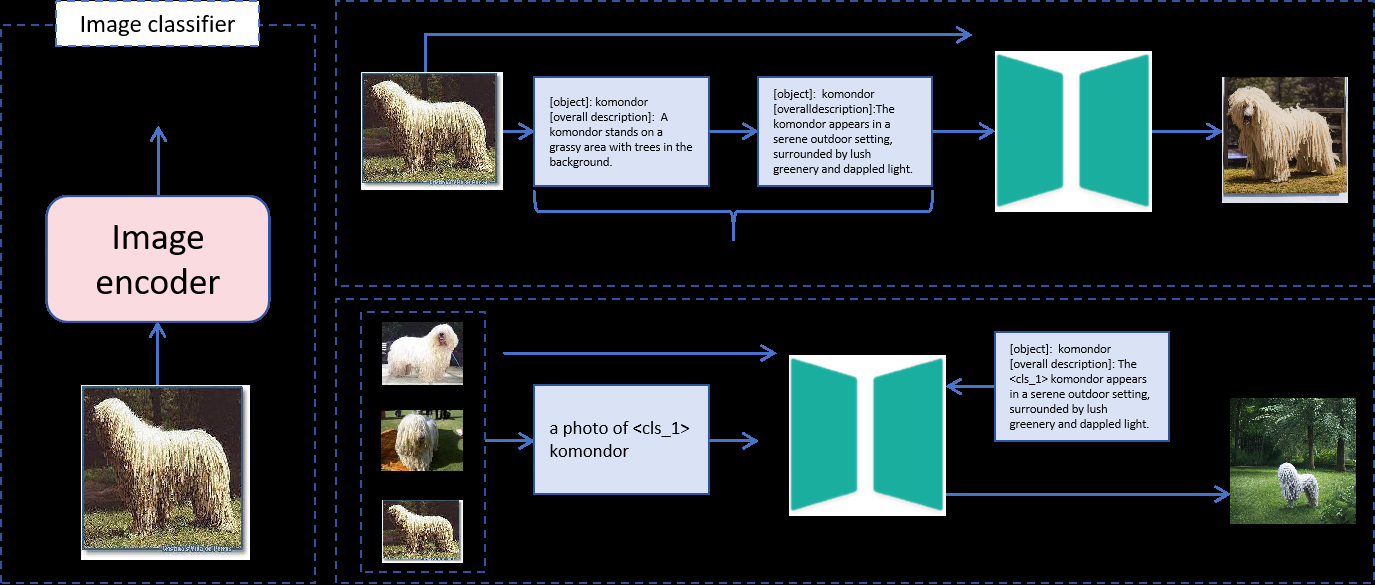 Image classifier
Image
encoder
[object]: komondor
[overall description]:  A
komondor stands on a
grassy area with trees in the
background.
[object]:  komondor
[overalldescription]:The
komondor appears in a
serene outdoor setting,
surrounded by lush
greenery and dappled light.
a photo of <cls_1>
komondor
[object]:  komondor
[overall description]: The
<cls_1> komondor appears
in a serene outdoor setting,
surrounded by lush
greenery and dappled light.